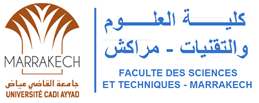 MARRAKECH
جامعة القاضي عياض
UNIVERSITÉ CADI AYYAD
كلية العلوم
والتقنيات - مراكش
FACULTE DES SCIENCES
ET TECHNIQUES - MARRAKECH